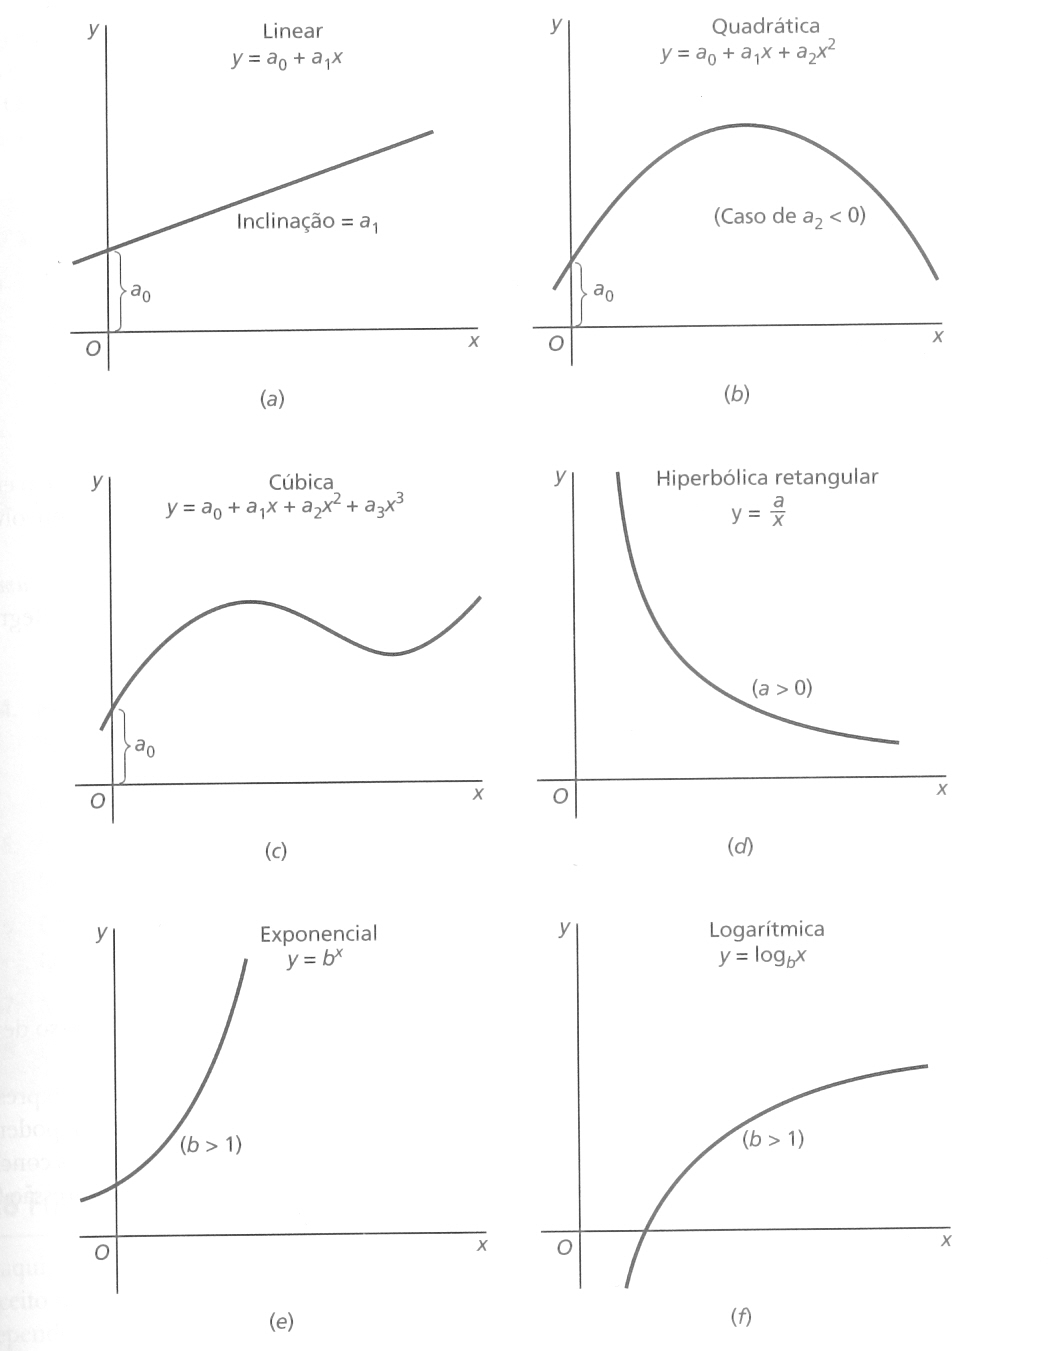 y
Linear
y = a₀ + a₁x
Inclinação = a₁
a₀
O
x
(a)
y
Quadrática
y = a₀ + a₁x + a₂x²
(Caso de a₂ < 0)
a₀
O
x
(b)
y
Cúbica
y = a₀ + a₁x + a₂x² + a₃x³
a₀
O
x
(c)
y
Hiperbólica retangular
y = a/x
(a > 0)
O
x
(d)
y
Exponencial
y = bˣ
(b > 1)
O
x
(e)
y
Logarítmica
y = log_b x
(b > 1)
O
x
(f)